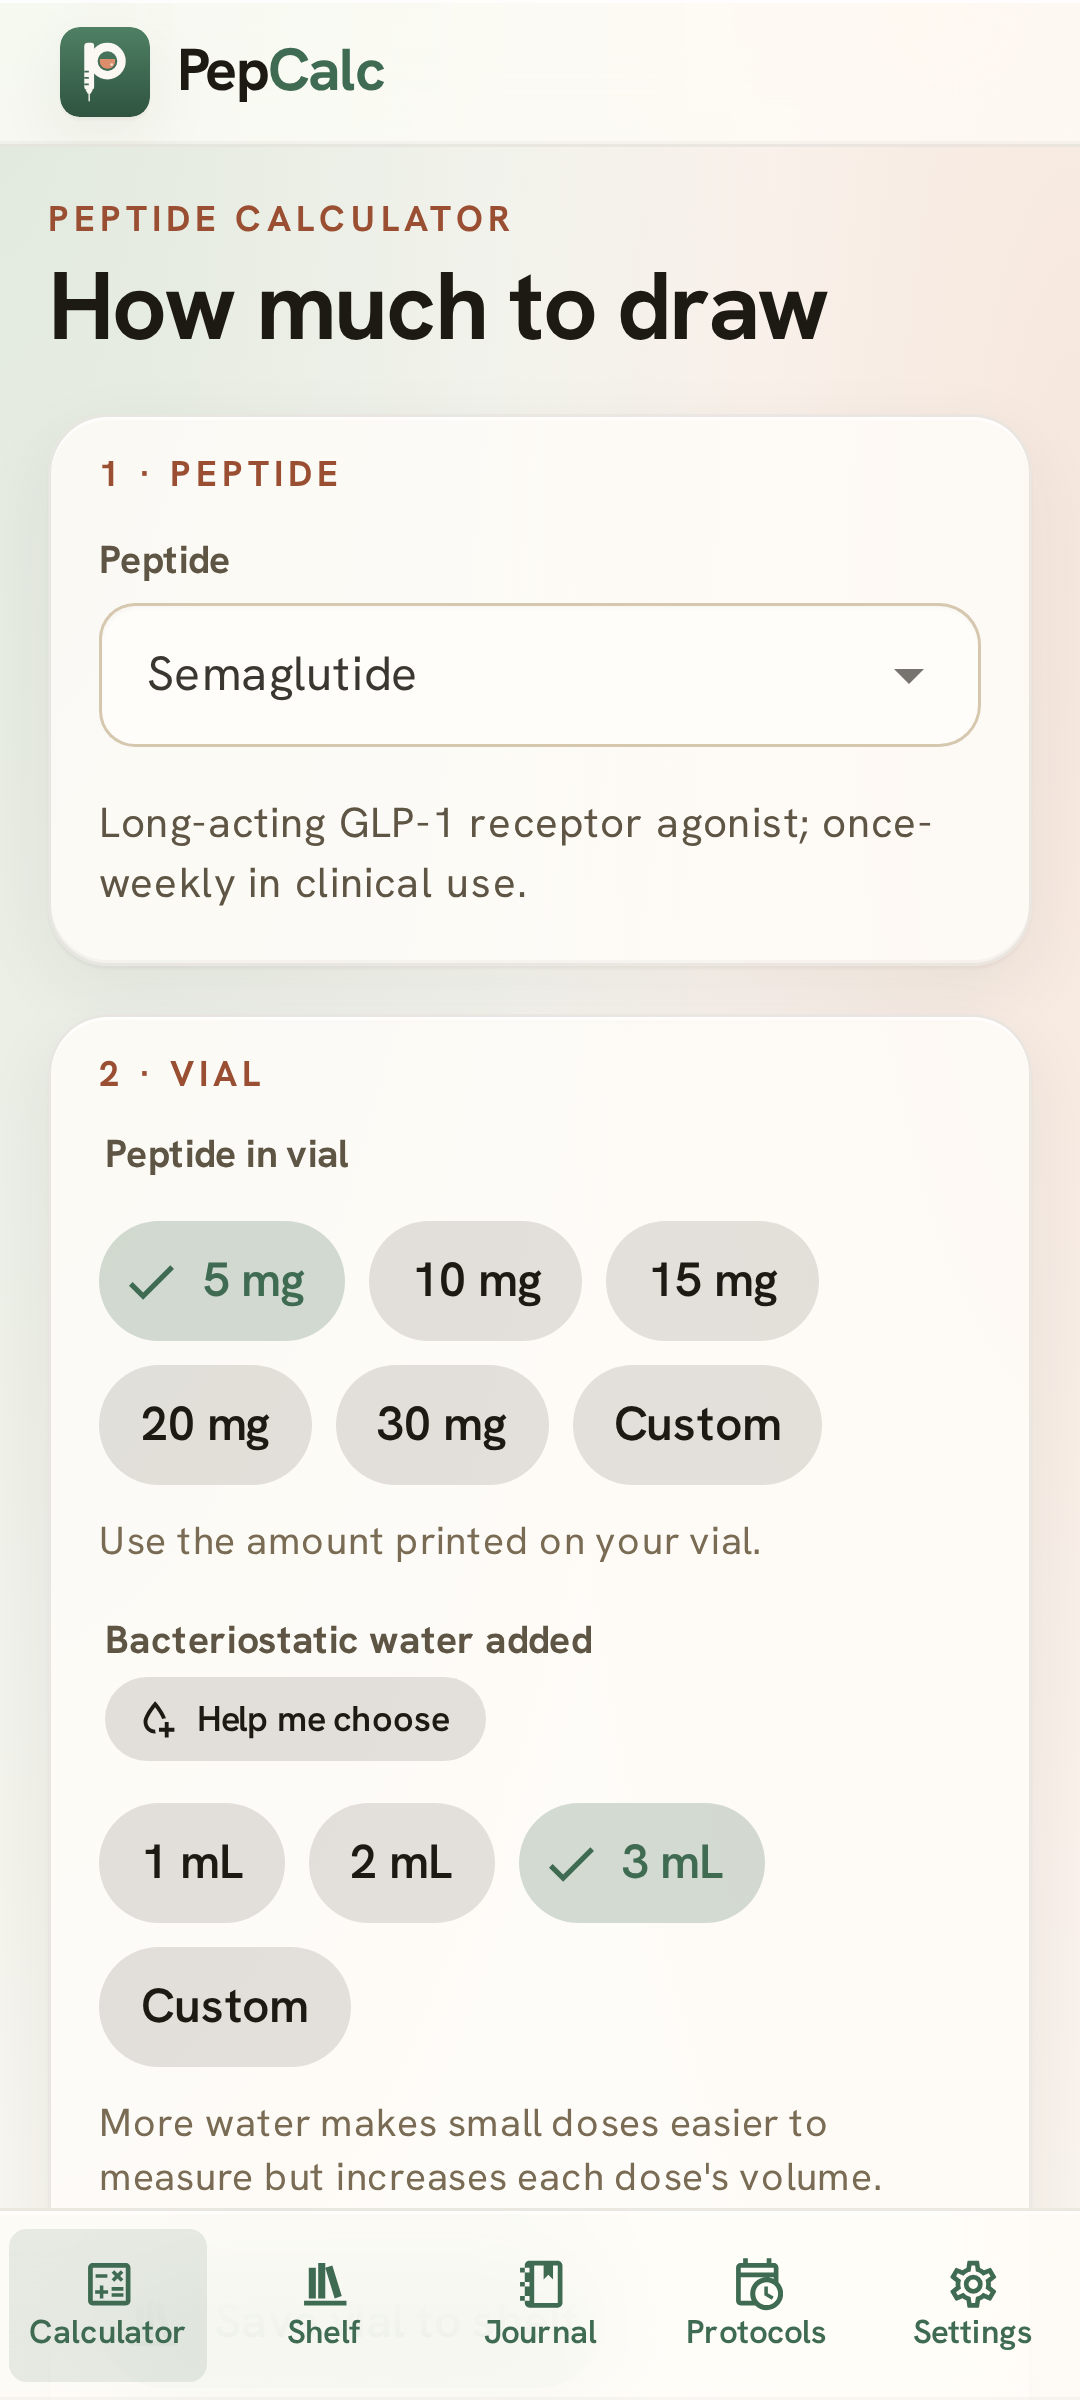 PepCalc
PEPTIDE CALCULATOR
How much to draw
1 · PEPTIDE
Peptide
Semaglutide
Long-acting GLP-1 receptor agonist; once-
weekly in clinical use.
2 · VIAL
Peptide in vial
5 mg
10 mg
15 mg
20 mg
30 mg
Custom
Use the amount printed on your vial.
Bacteriostatic water added
Help me choose
1 mL
2 mL
3 mL
Custom
More water makes small doses easier to
measure but increases each dose's volume.
Save vial to shelf
Calculator
Shelf
Journal
Protocols
Settings